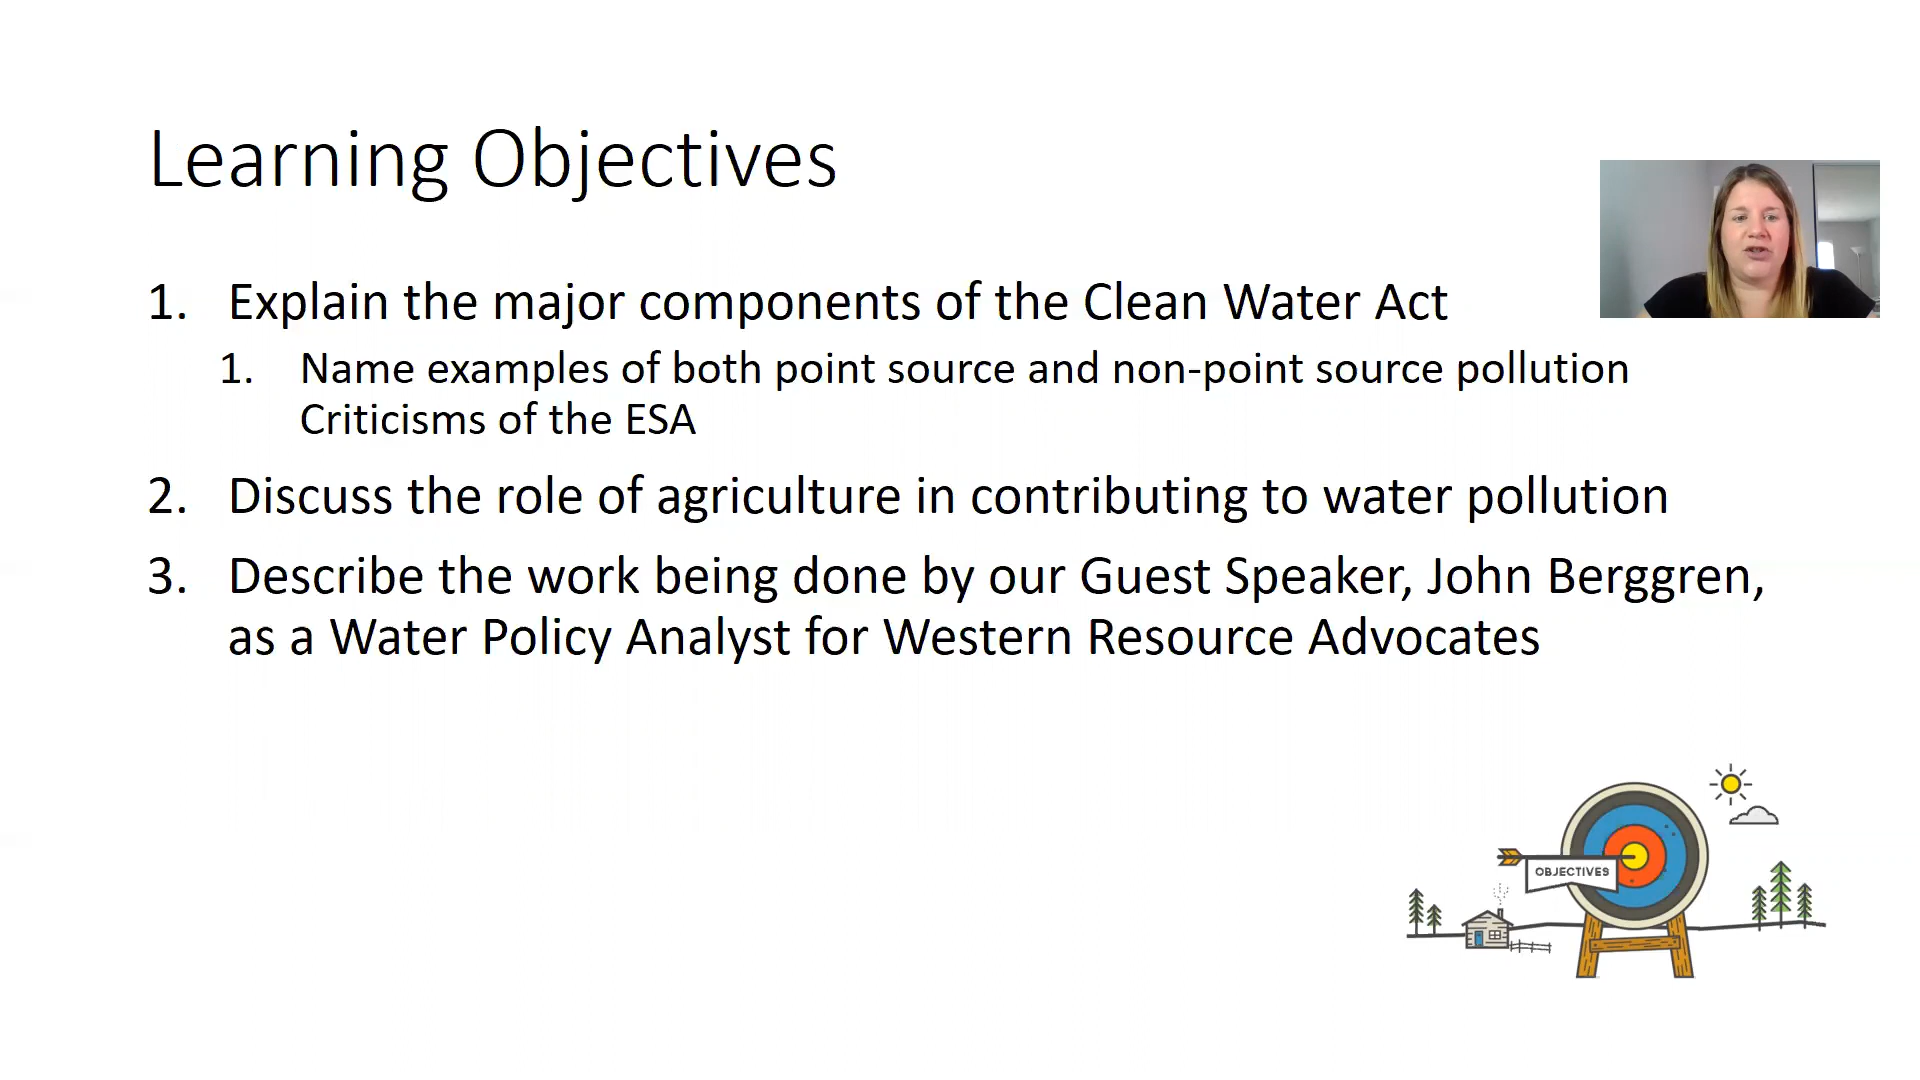 Learning Objectives
1. Explain the major components of the Clean Water Act
1. Name examples of both point source and non-point source pollution
Criticisms of the ESA
2. Discuss the role of agriculture in contributing to water pollution
3. Describe the work being done by our Guest Speaker, John Berggren,
as a Water Policy Analyst for Western Resource Advocates
OBJECTIVES